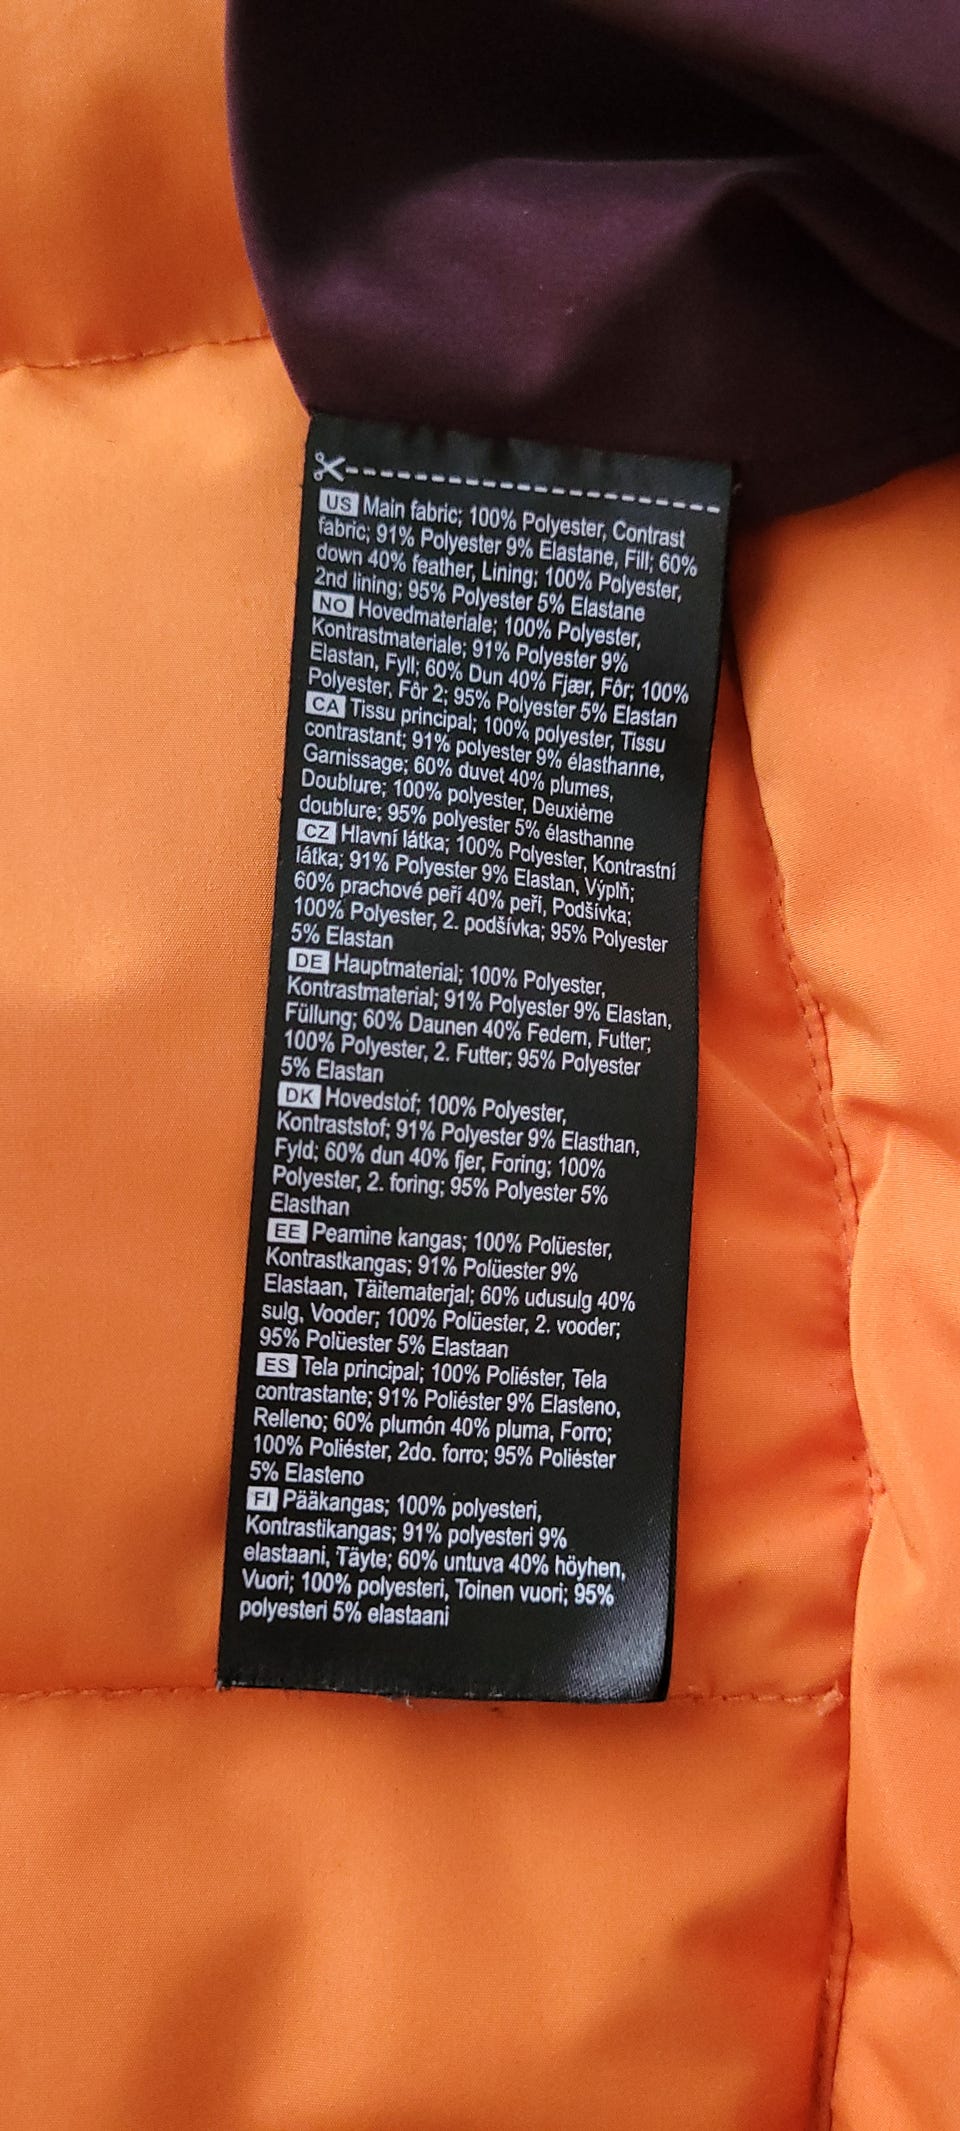 US Main fabric; 100% Polyester, Contrast
fabric; 91% Polyester 9% Elastane, Fill; 60%
down 40% feather, Lining; 100% Polyester,
2nd lining; 95% Polyester 5% Elastane
NO Hovedmateriale; 100% Polyester,
Kontrastmateriale; 91% Polyester 9%
Elastan, Fyll; 60% Dun 40% Fjær, Fôr; 100%
Polyester, Fôr 2; 95% Polyester 5% Elastan
CA Tissu principal; 100% polyester, Tissu
contrastant; 91% polyester 9% élasthanne,
Garnissage; 60% duvet 40% plumes,
Doublure; 100% polyester, Deuxième
doublure; 95% polyester 5% élasthanne
CZ Hlavní látka; 100% Polyester, Kontrastní
látka; 91% Polyester 9% Elastan, Výplň;
60% prachové peří 40% peří, Podšívka;
100% Polyester, 2. podšívka; 95% Polyester
5% Elastan
DE Hauptmaterial; 100% Polyester,
Kontrastmaterial; 91% Polyester 9% Elastan,
Füllung; 60% Daunen 40% Federn, Futter;
100% Polyester, 2. Futter; 95% Polyester
5% Elastan
DK Hovedstof; 100% Polyester,
Kontraststof; 91% Polyester 9% Elasthan,
Fyld; 60% dun 40% fjer, Foring; 100%
Polyester, 2. foring; 95% Polyester 5%
Elasthan
EE Peamine kangas; 100% Polüester,
Kontrastkangas; 91% Polüester 9%
Elastaan, Täitematerjal; 60% udusulg 40%
sulg, Vooder; 100% Polüester, 2. vooder;
95% Polüester 5% Elastaan
ES Tela principal; 100% Poliéster, Tela
contrastante; 91% Poliéster 9% Elasteno,
Relleno; 60% plumón 40% pluma, Forro;
100% Poliéster, 2do. forro; 95% Poliéster
5% Elasteno
FI Pääkangas; 100% polyesteri,
Kontrastikangas; 91% polyesteri 9%
elastaani, Täyte; 60% untuva 40% höyhen,
Vuori; 100% polyesteri, Toinen vuori; 95%
polyesteri 5% elastaani